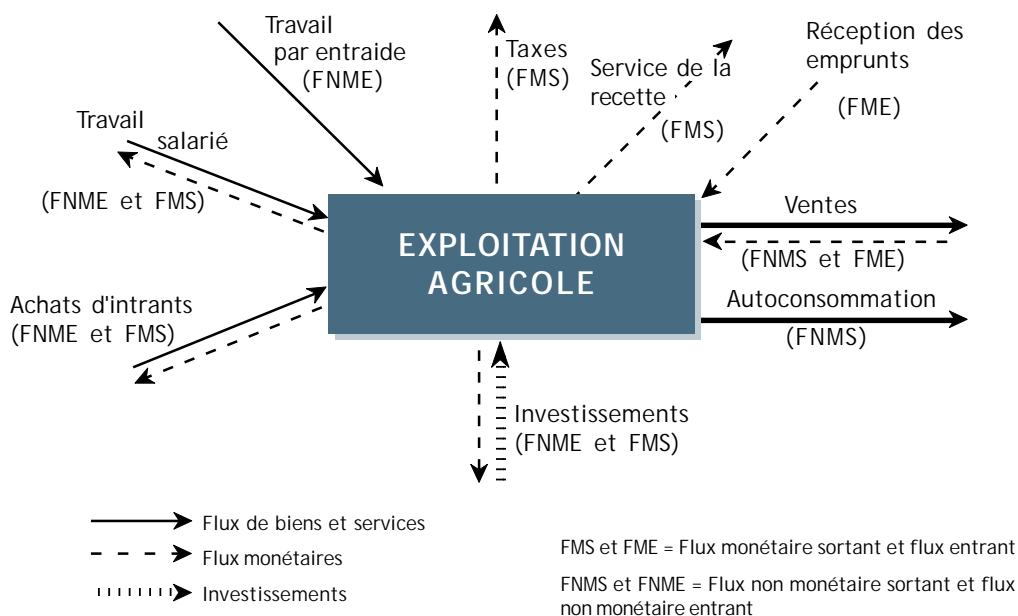 Travail
par entraide
(FNME)
Taxes
(FMS)
Service de la
recette
(FMS)
Réception des
emprunts
(FME)
Travail
salarié
(FNME et FMS)
EXPLOITATION
AGRICOLE
Ventes
(FNMS et FME)
Autoconsommation
(FNMS)
Achats d'intrants
(FNME et FMS)
Investissements
(FNME et FMS)
Flux de biens et services
Flux monétaires
Investissements
FMS et FME = Flux monétaire sortant et flux entrant
FNMS et FNME = Flux non monétaire sortant et flux
non monétaire entrant